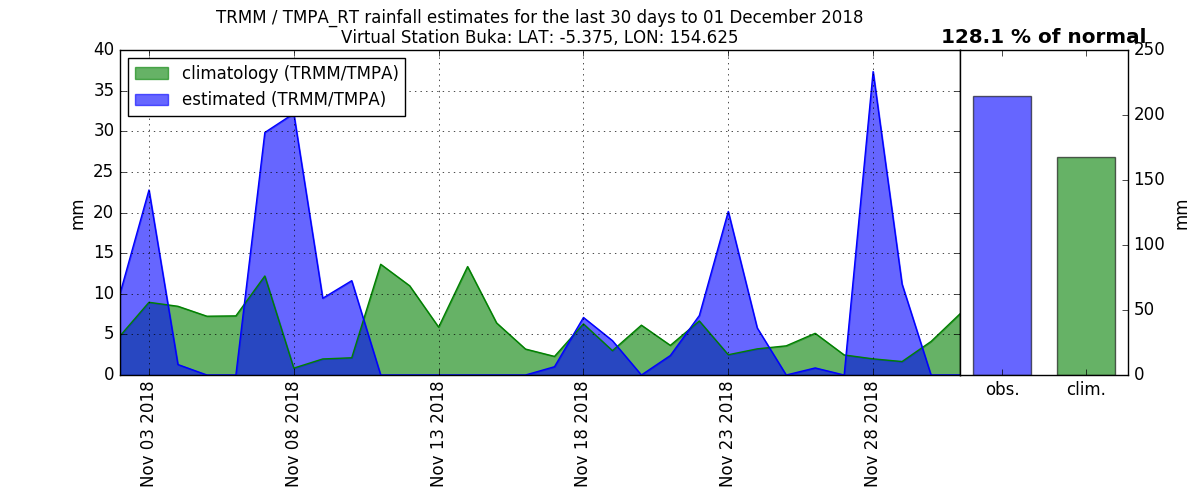 TRMM / TMPA_RT rainfall estimates for the last 30 days to 01 December 2018
Virtual Station Buka: LAT: -5.375, LON: 154.625
128.1 % of normal
climatology (TRMM/TMPA)
estimated (TRMM/TMPA)
40
35
30
25
20
15
10
5
0
mm
Nov 03 2018
Nov 08 2018
Nov 13 2018
Nov 18 2018
Nov 23 2018
Nov 28 2018
obs.
clim.
250
200
150
100
50
0
mm